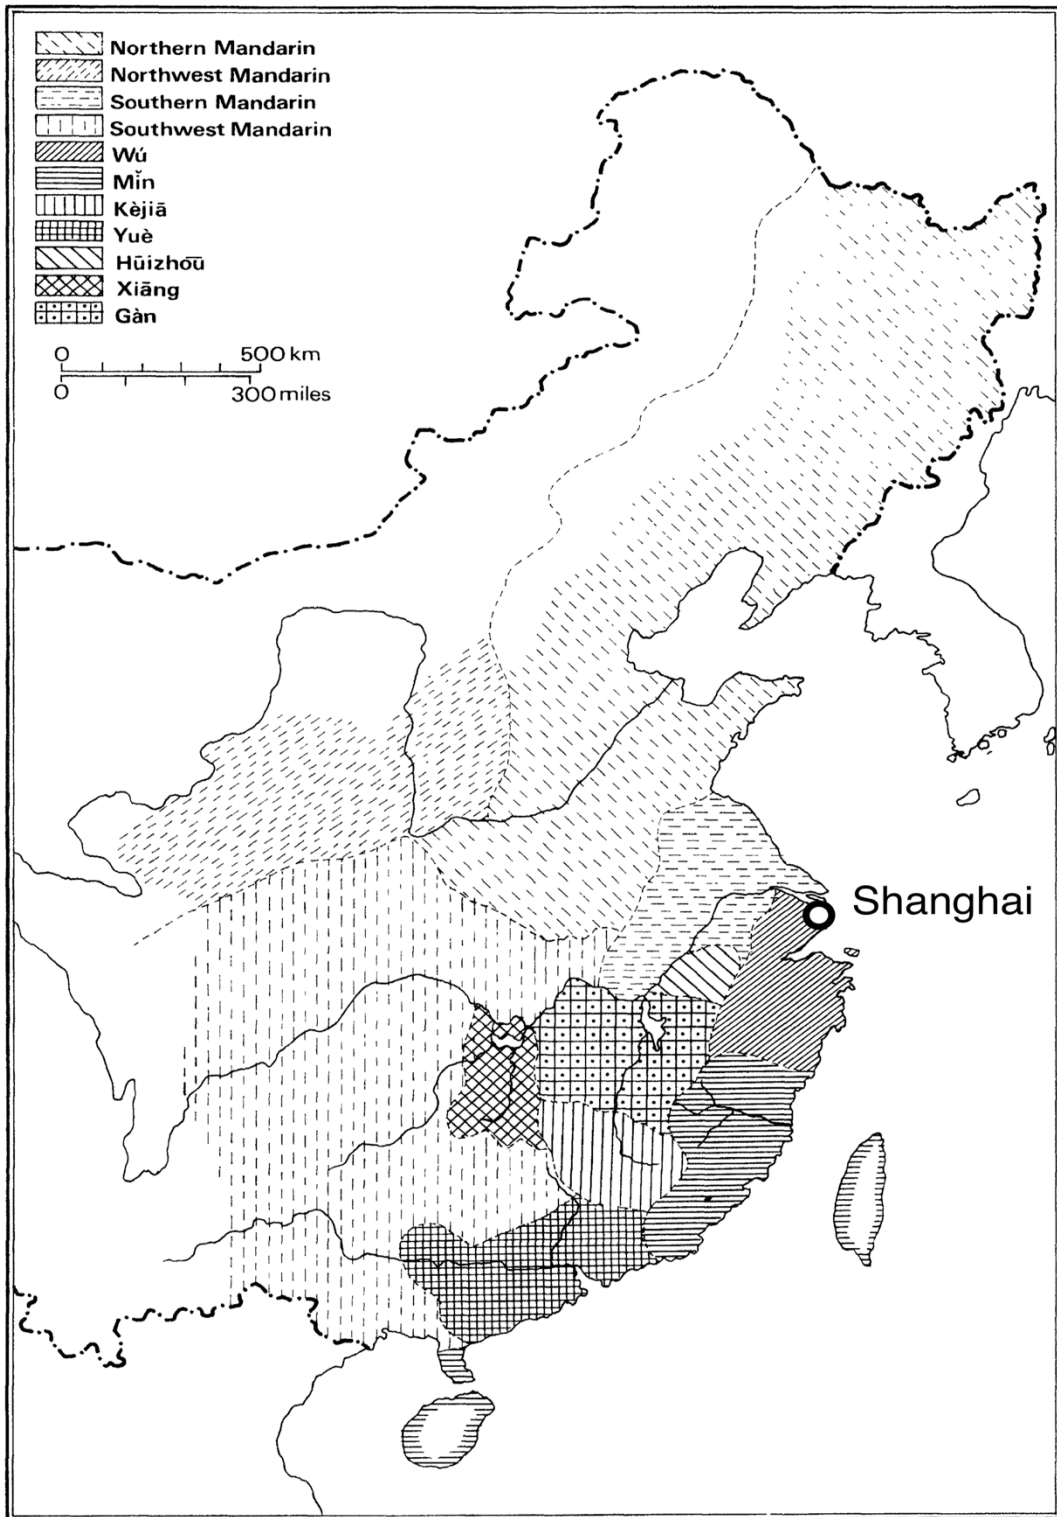 Northern Mandarin
Northwest Mandarin
Southern Mandarin
Southwest Mandarin
Wú
Mǐn
Kèjiā
Yuè
Hūizhōū
Xiāng
Gàn
0 500 km
0 300 miles
Shanghai